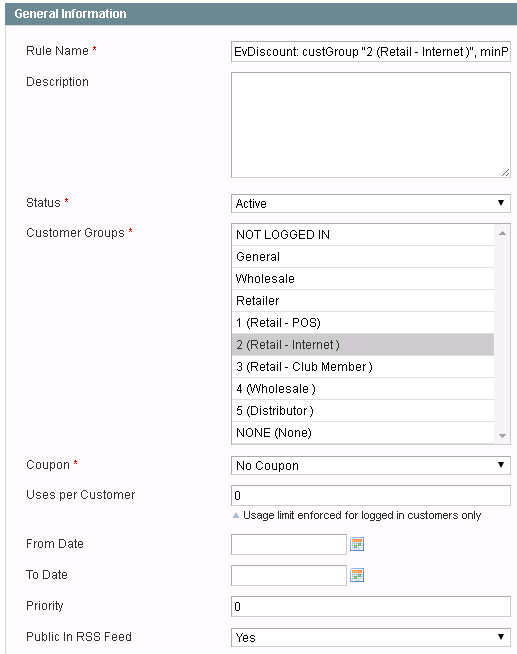 General Information
Rule Name * EvDiscount: custGroup "2 (Retail - Internet )", minP
Description
Status * Active
Customer Groups * NOT LOGGED IN
General
Wholesale
Retailer
1 (Retail - POS)
2 (Retail - Internet )
3 (Retail - Club Member )
4 (Wholesale )
5 (Distributor )
NONE (None)
Coupon * No Coupon
Uses per Customer 0
Usage limit enforced for logged in customers only
From Date
To Date
Priority 0
Public In RSS Feed Yes